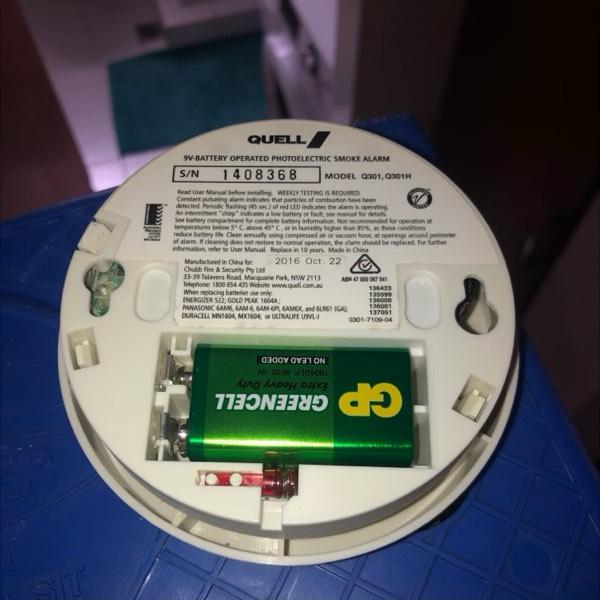 QUELL
9V-BATTERY OPERATED PHOTOELECTRIC SMOKE ALARM
S/N 1408368 MODEL Q301,Q301H
Read User Manual before installing. WEEKLY TESTING IS REQUIRED.
Constant pulsating alarm indicates that particles of combustion have been
detected. Periodic flashing (45 sec.) of red LED indicates the alarm is operating.
An intermittent "chirp" indicates a low battery or fault, see manual for details.
See battery compartment for complete battery information. Not recommended for operation at
temperatures below 5° C, above 45° C, or in humidity higher than 85%, as these conditions
reduce battery life. Clean annually using compressed air or vacuum hose, at openings around perimeter
of alarm. If cleaning does not restore to normal operation, the alarm should be replaced. For further
information, refer to User Manual. Replace in 10 years. Made in China
Manufactured in China for: 2016 Oct. 22
Chubb Fire & Security Pty Ltd
33-39 Talavera Road, Macquarie Park, NSW 2113
Telephone: 1800 654 435 Website www.quell.com.au
When replacing batterier use only:
ENERGIZER 522; GOLD PEAK 1604A;
PANASONIC 6AM6, 6AM-6, 6AM-6PI, 6AM6X, and 6LR61 (GA);
DURACELL MN1604, MX1604; or ULTRALIFE U9VL-J
ABN 47 000 067 541
136423
135999
136000
136001
137051
0301-7109-04
GP
GREENCELL
Extra Heavy Duty
1604GLF 6F22 9V
NO LEAD ADDED
SIT